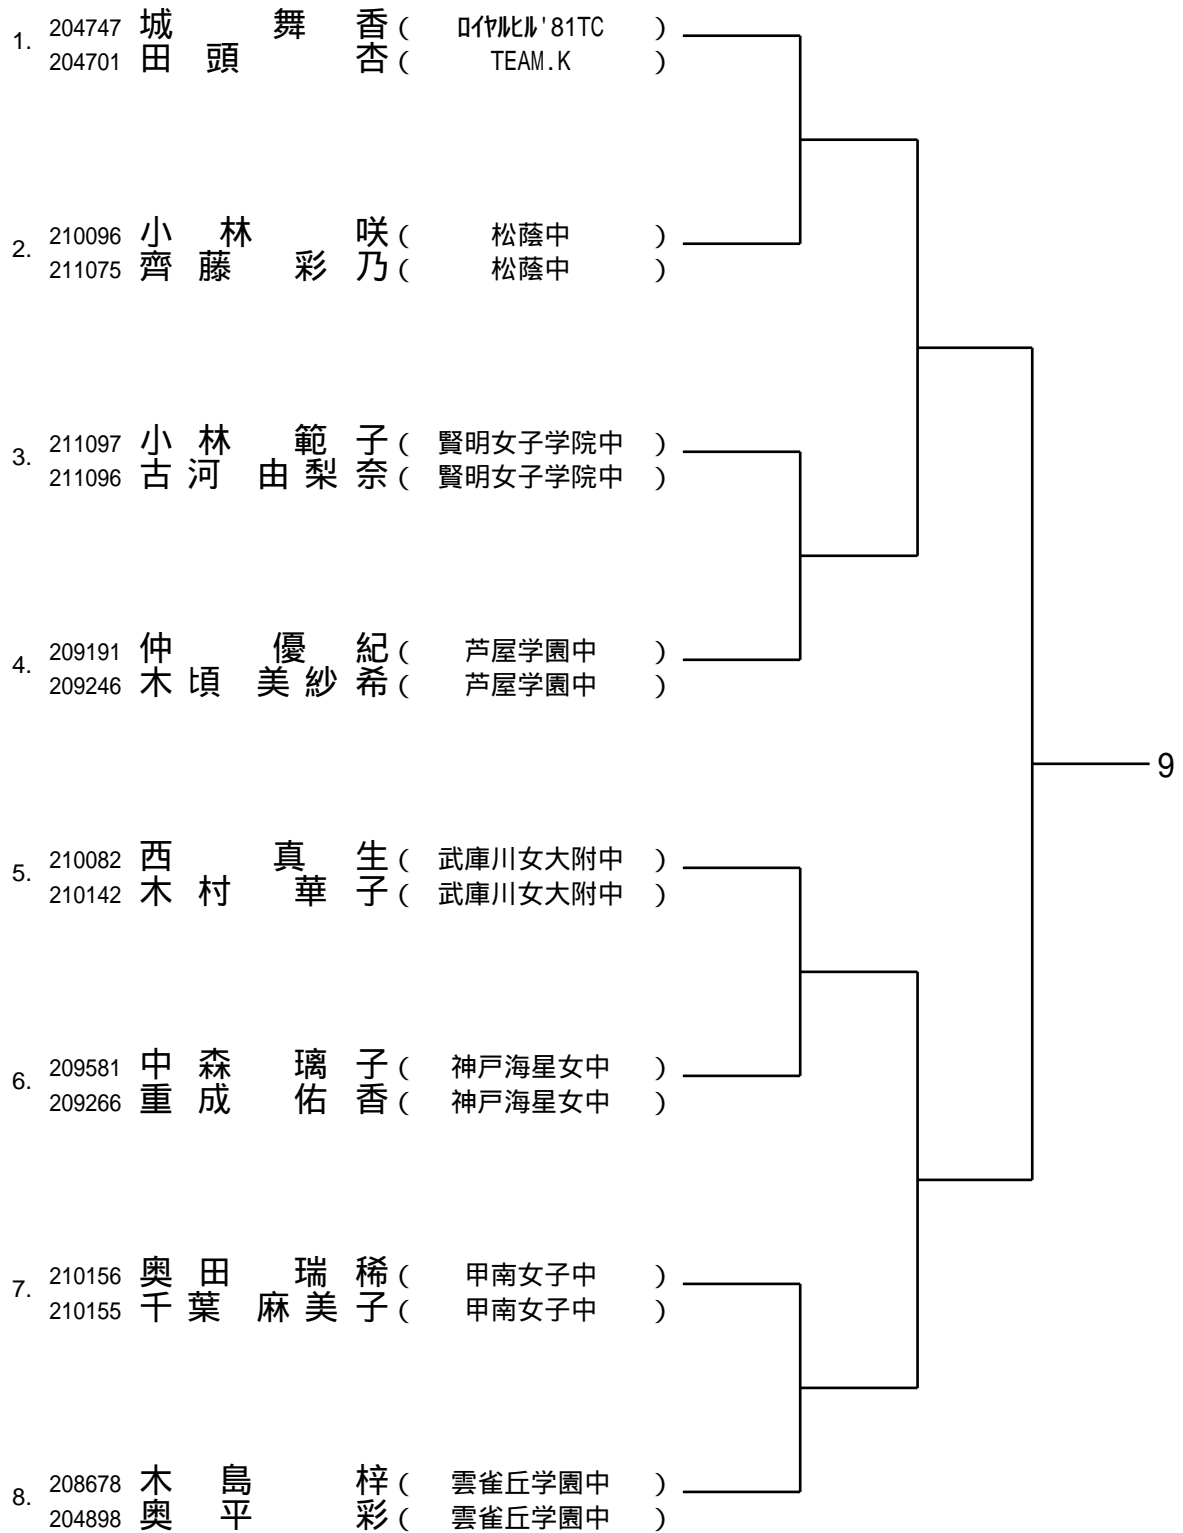 1. 204747 城 舞 香 ( ﾛｲﾔﾙﾋﾙ'81TC )
204701 田 頭 杏 ( TEAM.K )
2. 210096 小 林 咲 ( 松蔭中 )
211075 齊 藤 彩 乃 ( 松蔭中 )
3. 211097 小 林 範 子 ( 賢明女子学院中 )
211096 古 河 由 梨 奈 ( 賢明女子学院中 )
4. 209191 仲 優 紀 ( 芦屋学園中 )
209246 木 頃 美 紗 希 ( 芦屋学園中 )
9
5. 210082 西 真 生 ( 武庫川女大附中 )
210142 木 村 華 子 ( 武庫川女大附中 )
6. 209581 中 森 璃 子 ( 神戸海星女中 )
209266 重 成 佑 香 ( 神戸海星女中 )
7. 210156 奥 田 瑞 稀 ( 甲南女子中 )
210155 千 葉 麻 美 子 ( 甲南女子中 )
8. 208678 木 島 梓 ( 雲雀丘学園中 )
204898 奥 平 彩 ( 雲雀丘学園中 )